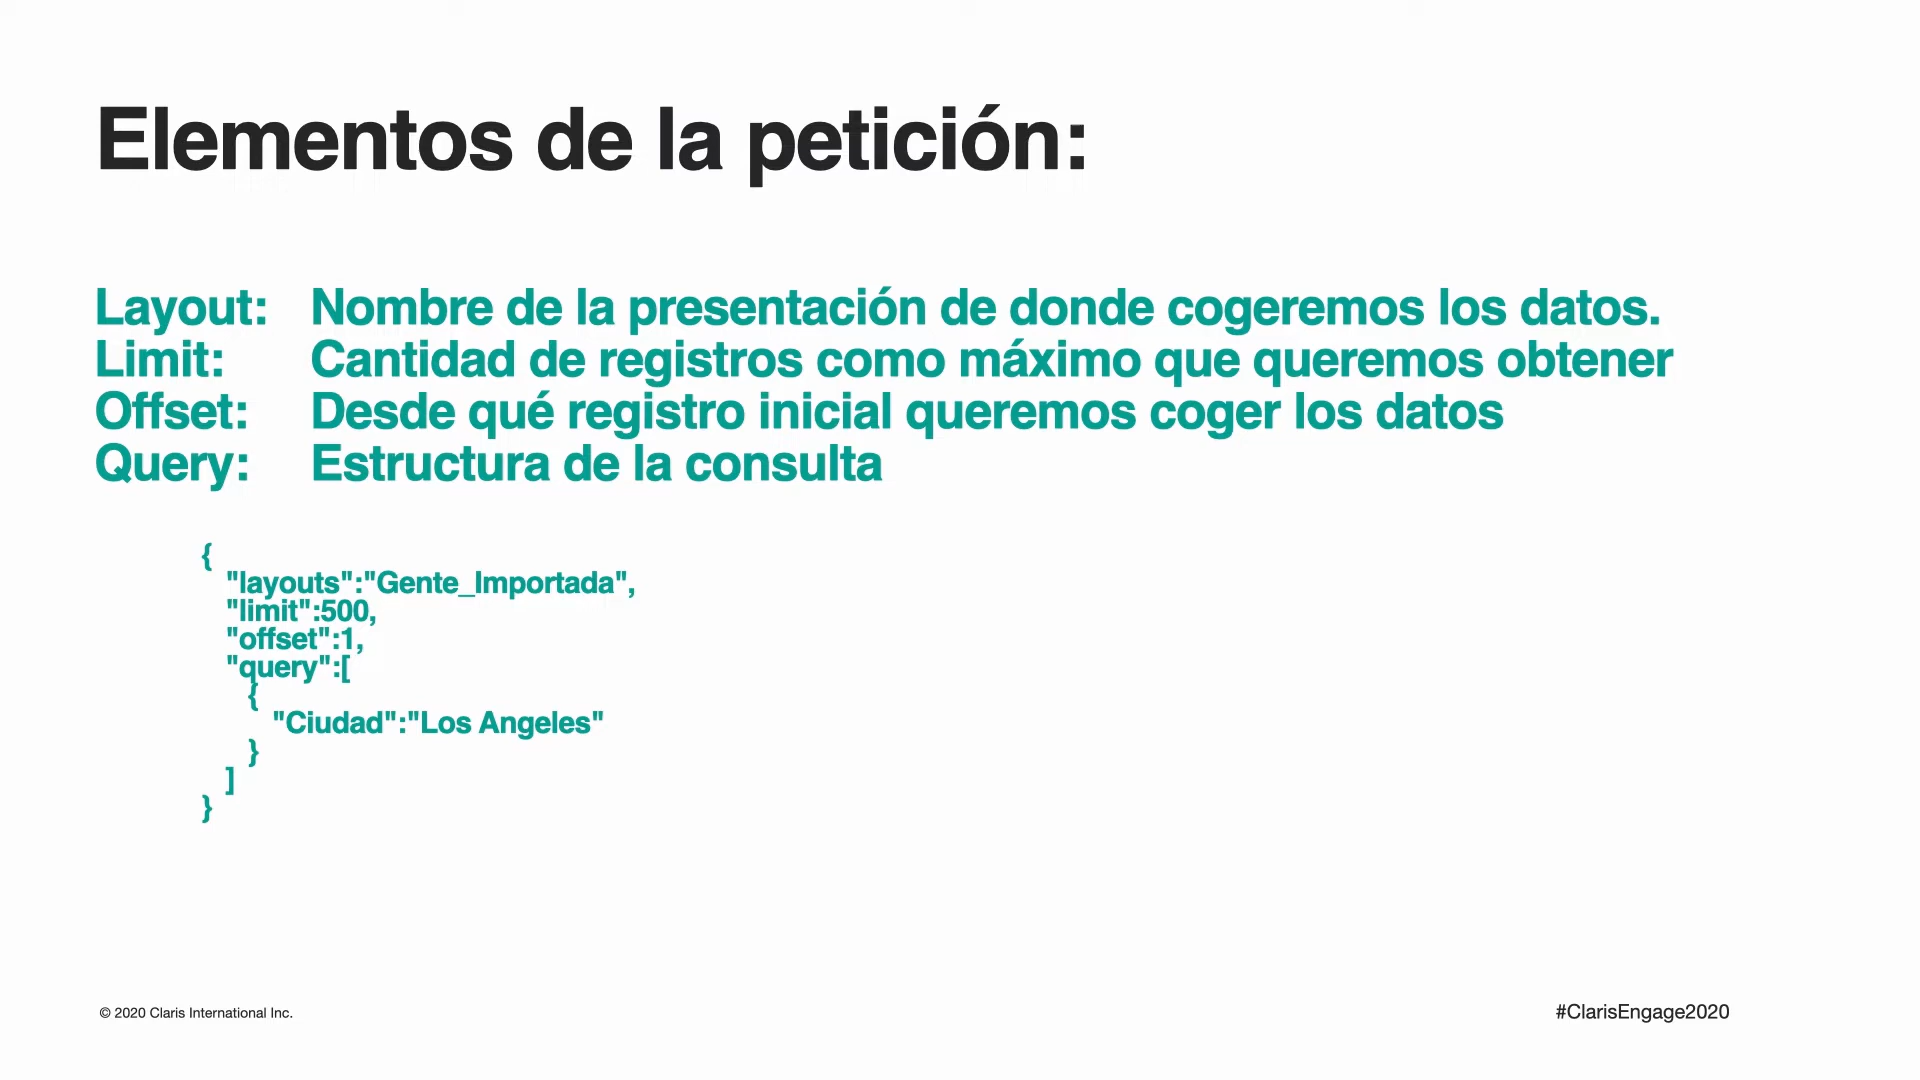 Elementos de la petición:
Layout: Nombre de la presentación de donde cogeremos los datos.
Limit: Cantidad de registros como máximo que queremos obtener
Offset: Desde qué registro inicial queremos coger los datos
Query: Estructura de la consulta
{
"layouts":"Gente_Importada",
"limit":500,
"offset":1,
"query":[
{
"Ciudad":"Los Angeles"
}
]
}
© 2020 Claris International Inc.
#ClarisEngage2020